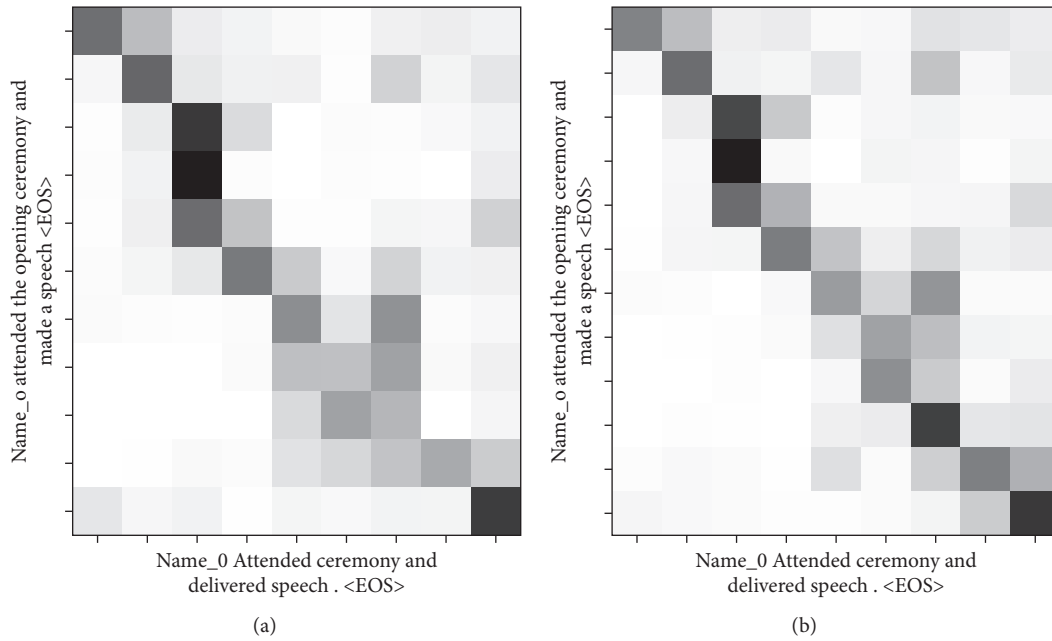 Name_o attended the opening ceremony and
made a speech <EOS>
Name_0 Attended ceremony and
delivered speech . <EOS>
(a)
Name_o attended the opening ceremony and
made a speech <EOS>
Name_0 Attended ceremony and
delivered speech . <EOS>
(b)